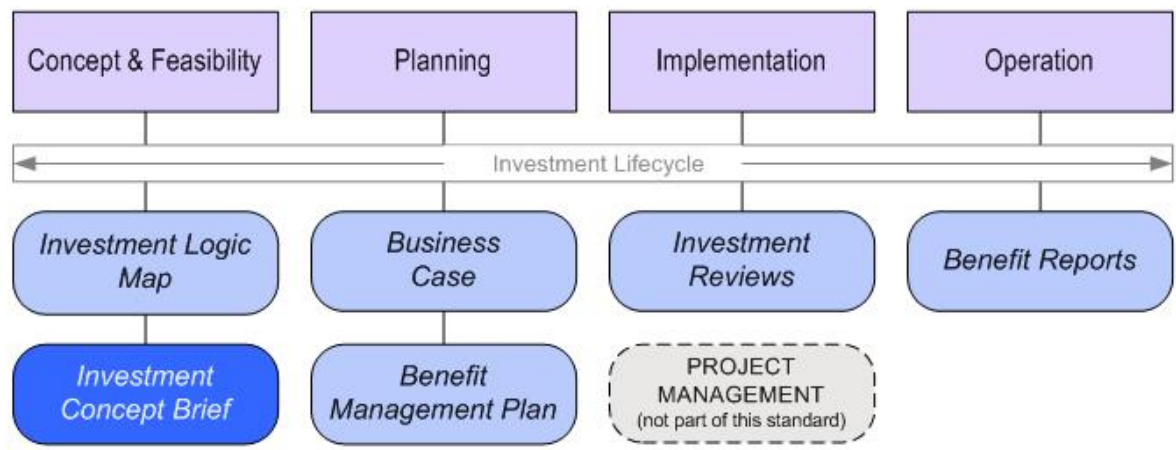 Concept & Feasibility
Planning
Implementation
Operation
Investment Lifecycle
Investment Logic
Map
Business
Case
Investment
Reviews
Benefit Reports
Investment
Concept Brief
Benefit
Management Plan
PROJECT
MANAGEMENT
(not part of this standard)